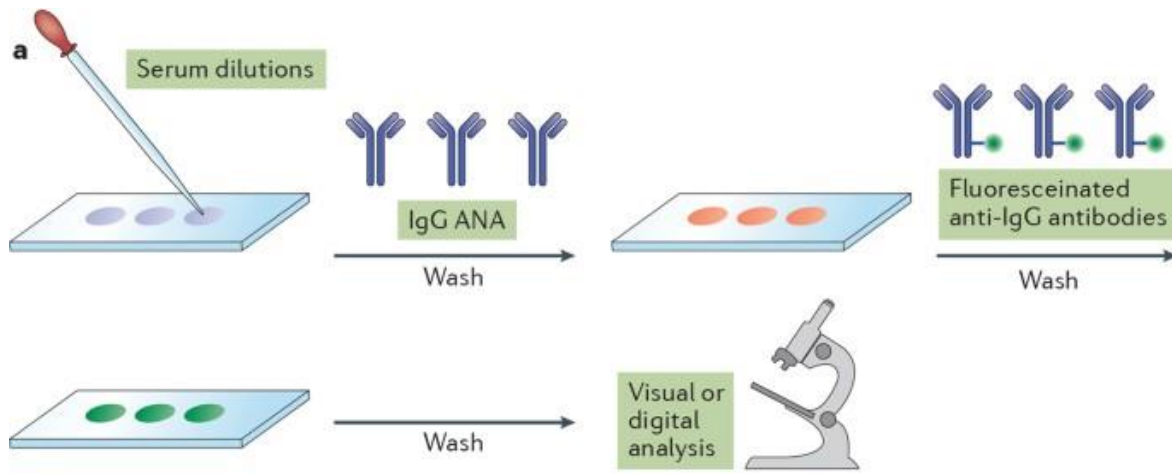 a
Serum dilutions
IgG ANA
Wash
Fluoresceinated
anti-IgG antibodies
Wash
Wash
Visual or
digital
analysis